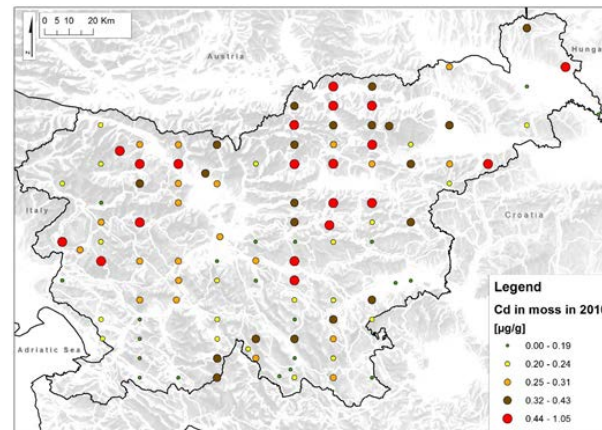 0 5 10 20 Km
Austria
Hunga
Italy
Croatia
Adriatic Sea
Legend
Cd in moss in 2010
[µg/g]
0.00 - 0.19
0.20 - 0.24
0.25 - 0.31
0.32 - 0.43
0.44 - 1.05